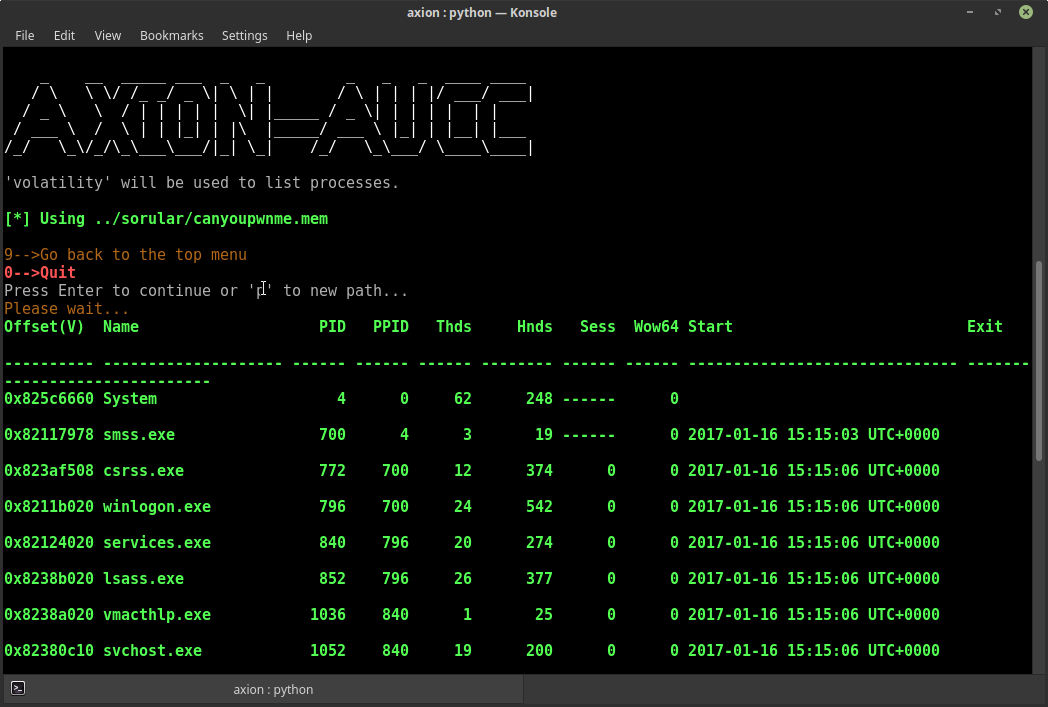 axion : python — Konsole
File Edit View Bookmarks Settings Help
AXION-AUCC
'volatility' will be used to list processes.
[*] Using ../sorular/canyoupwnme.mem
9-->Go back to the top menu
0-->Quit
Press Enter to continue or 'p' to new path...
Please wait...
Offset(V) Name PID PPID Thds Hnds Sess Wow64 Start Exit
---------- -------------------- ------ ------ ------ -------- ------ ------ ------------------------------ -------
-----------------------
0x825c6660 System 4 0 62 248 ------ 0
0x82117978 smss.exe 700 4 3 19 ------ 0 2017-01-16 15:15:03 UTC+0000
0x823af508 csrss.exe 772 700 12 374 0 0 2017-01-16 15:15:06 UTC+0000
0x8211b020 winlogon.exe 796 700 24 542 0 0 2017-01-16 15:15:06 UTC+0000
0x82124020 services.exe 840 796 20 274 0 0 2017-01-16 15:15:06 UTC+0000
0x8238b020 lsass.exe 852 796 26 377 0 0 2017-01-16 15:15:06 UTC+0000
0x8238a020 vmacthlp.exe 1036 840 1 25 0 0 2017-01-16 15:15:06 UTC+0000
0x82380c10 svchost.exe 1052 840 19 200 0 0 2017-01-16 15:15:06 UTC+0000
axion : python